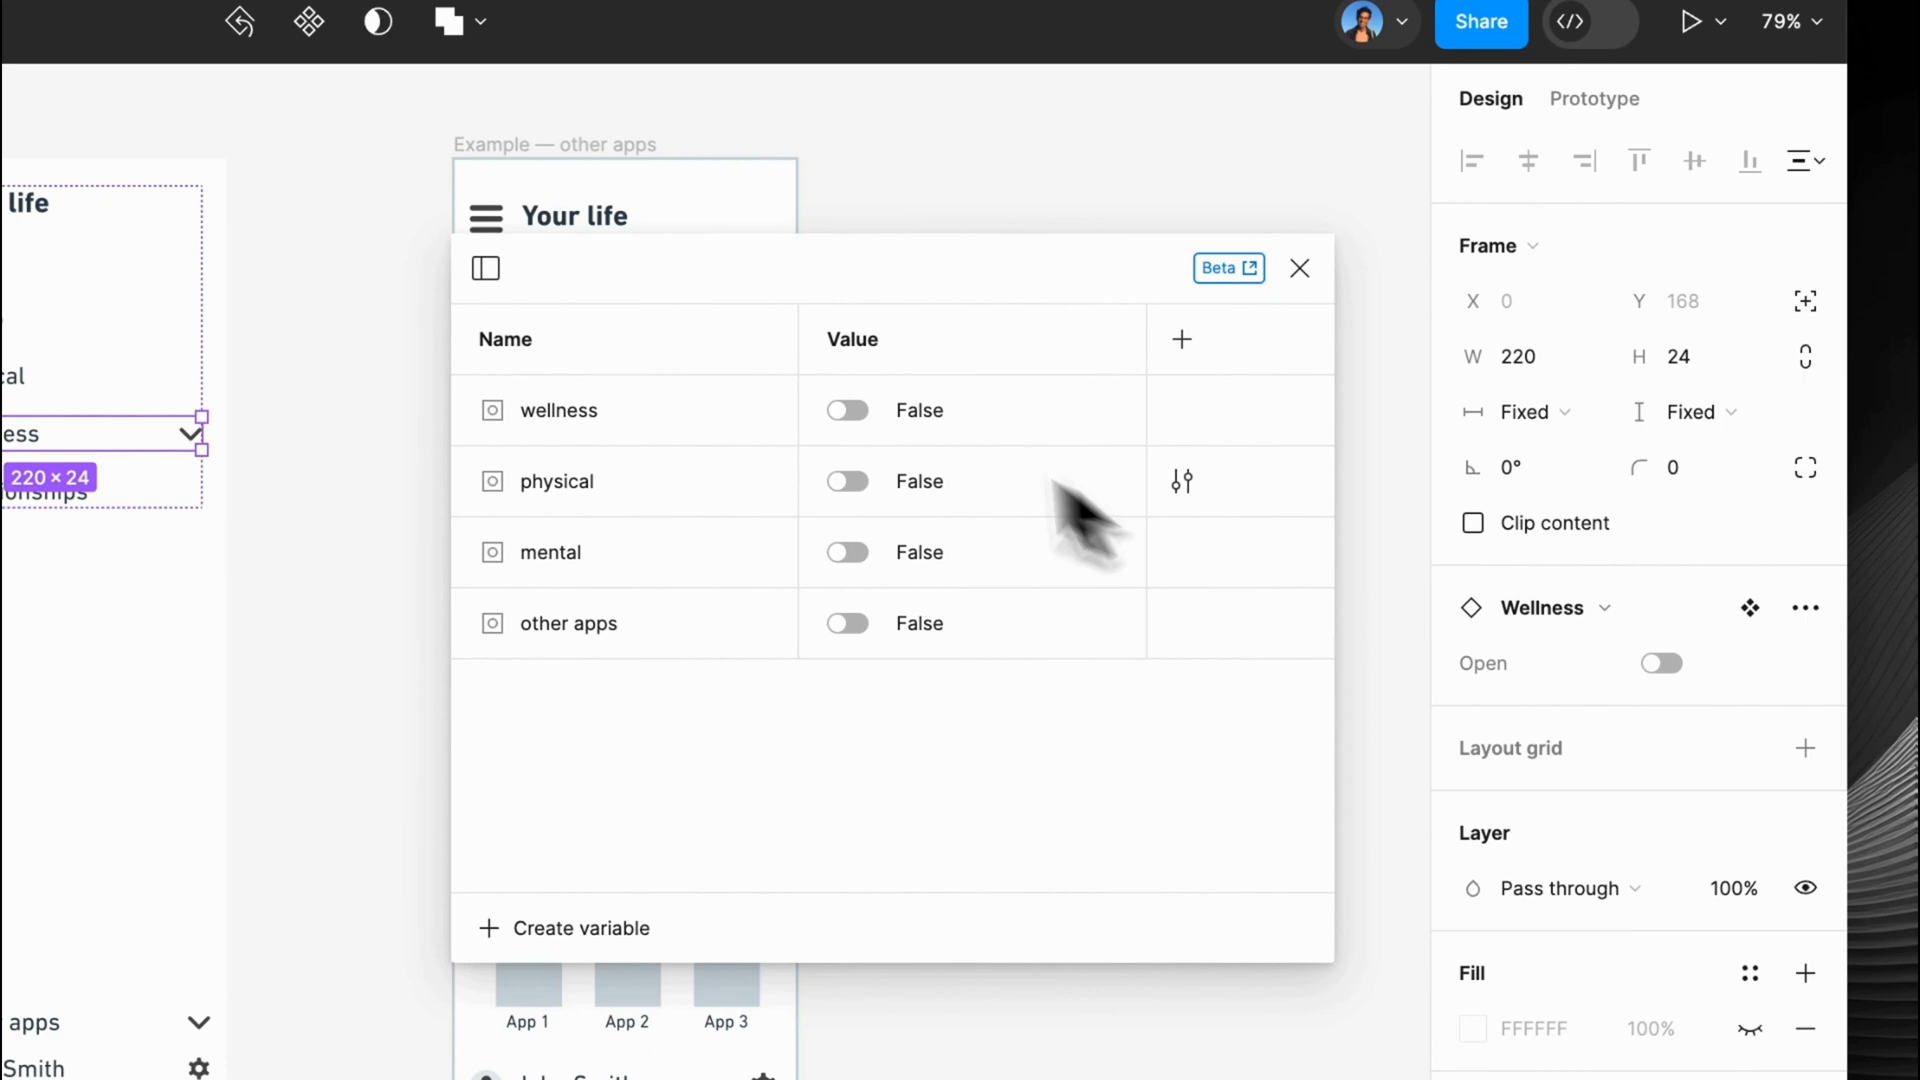 Share
79%
Design Prototype
Example — other apps
life
Your life
Beta
Name Value
wellness False
physical False
mental False
other apps False
Create variable
cal
ess
220 × 24
apps
Smith
App 1 App 2 App 3
Frame
X 0 Y 168
W 220 H 24
Fixed Fixed
0° 0
Clip content
Wellness
Open
Layout grid
Layer
Pass through 100%
Fill
FFFFFF 100%